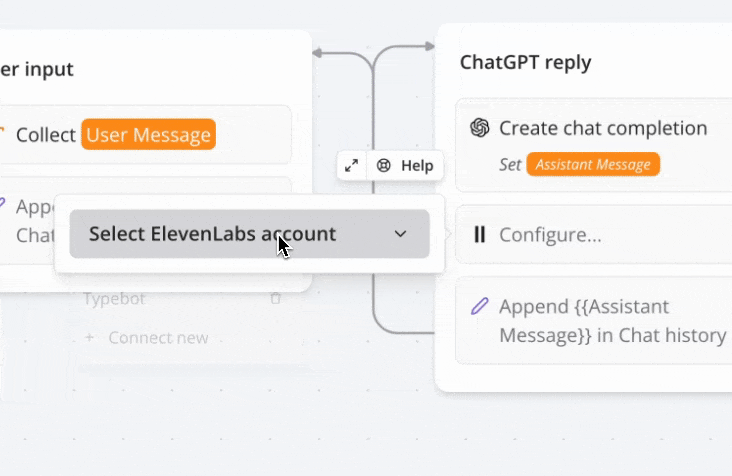 er input
Collect User Message
Appe
Chat
Select ElevenLabs account
Typebot
+ Connect new
Help
ChatGPT reply
Create chat completion
Set Assistant Message
Configure...
Append {{Assistant
Message}} in Chat history